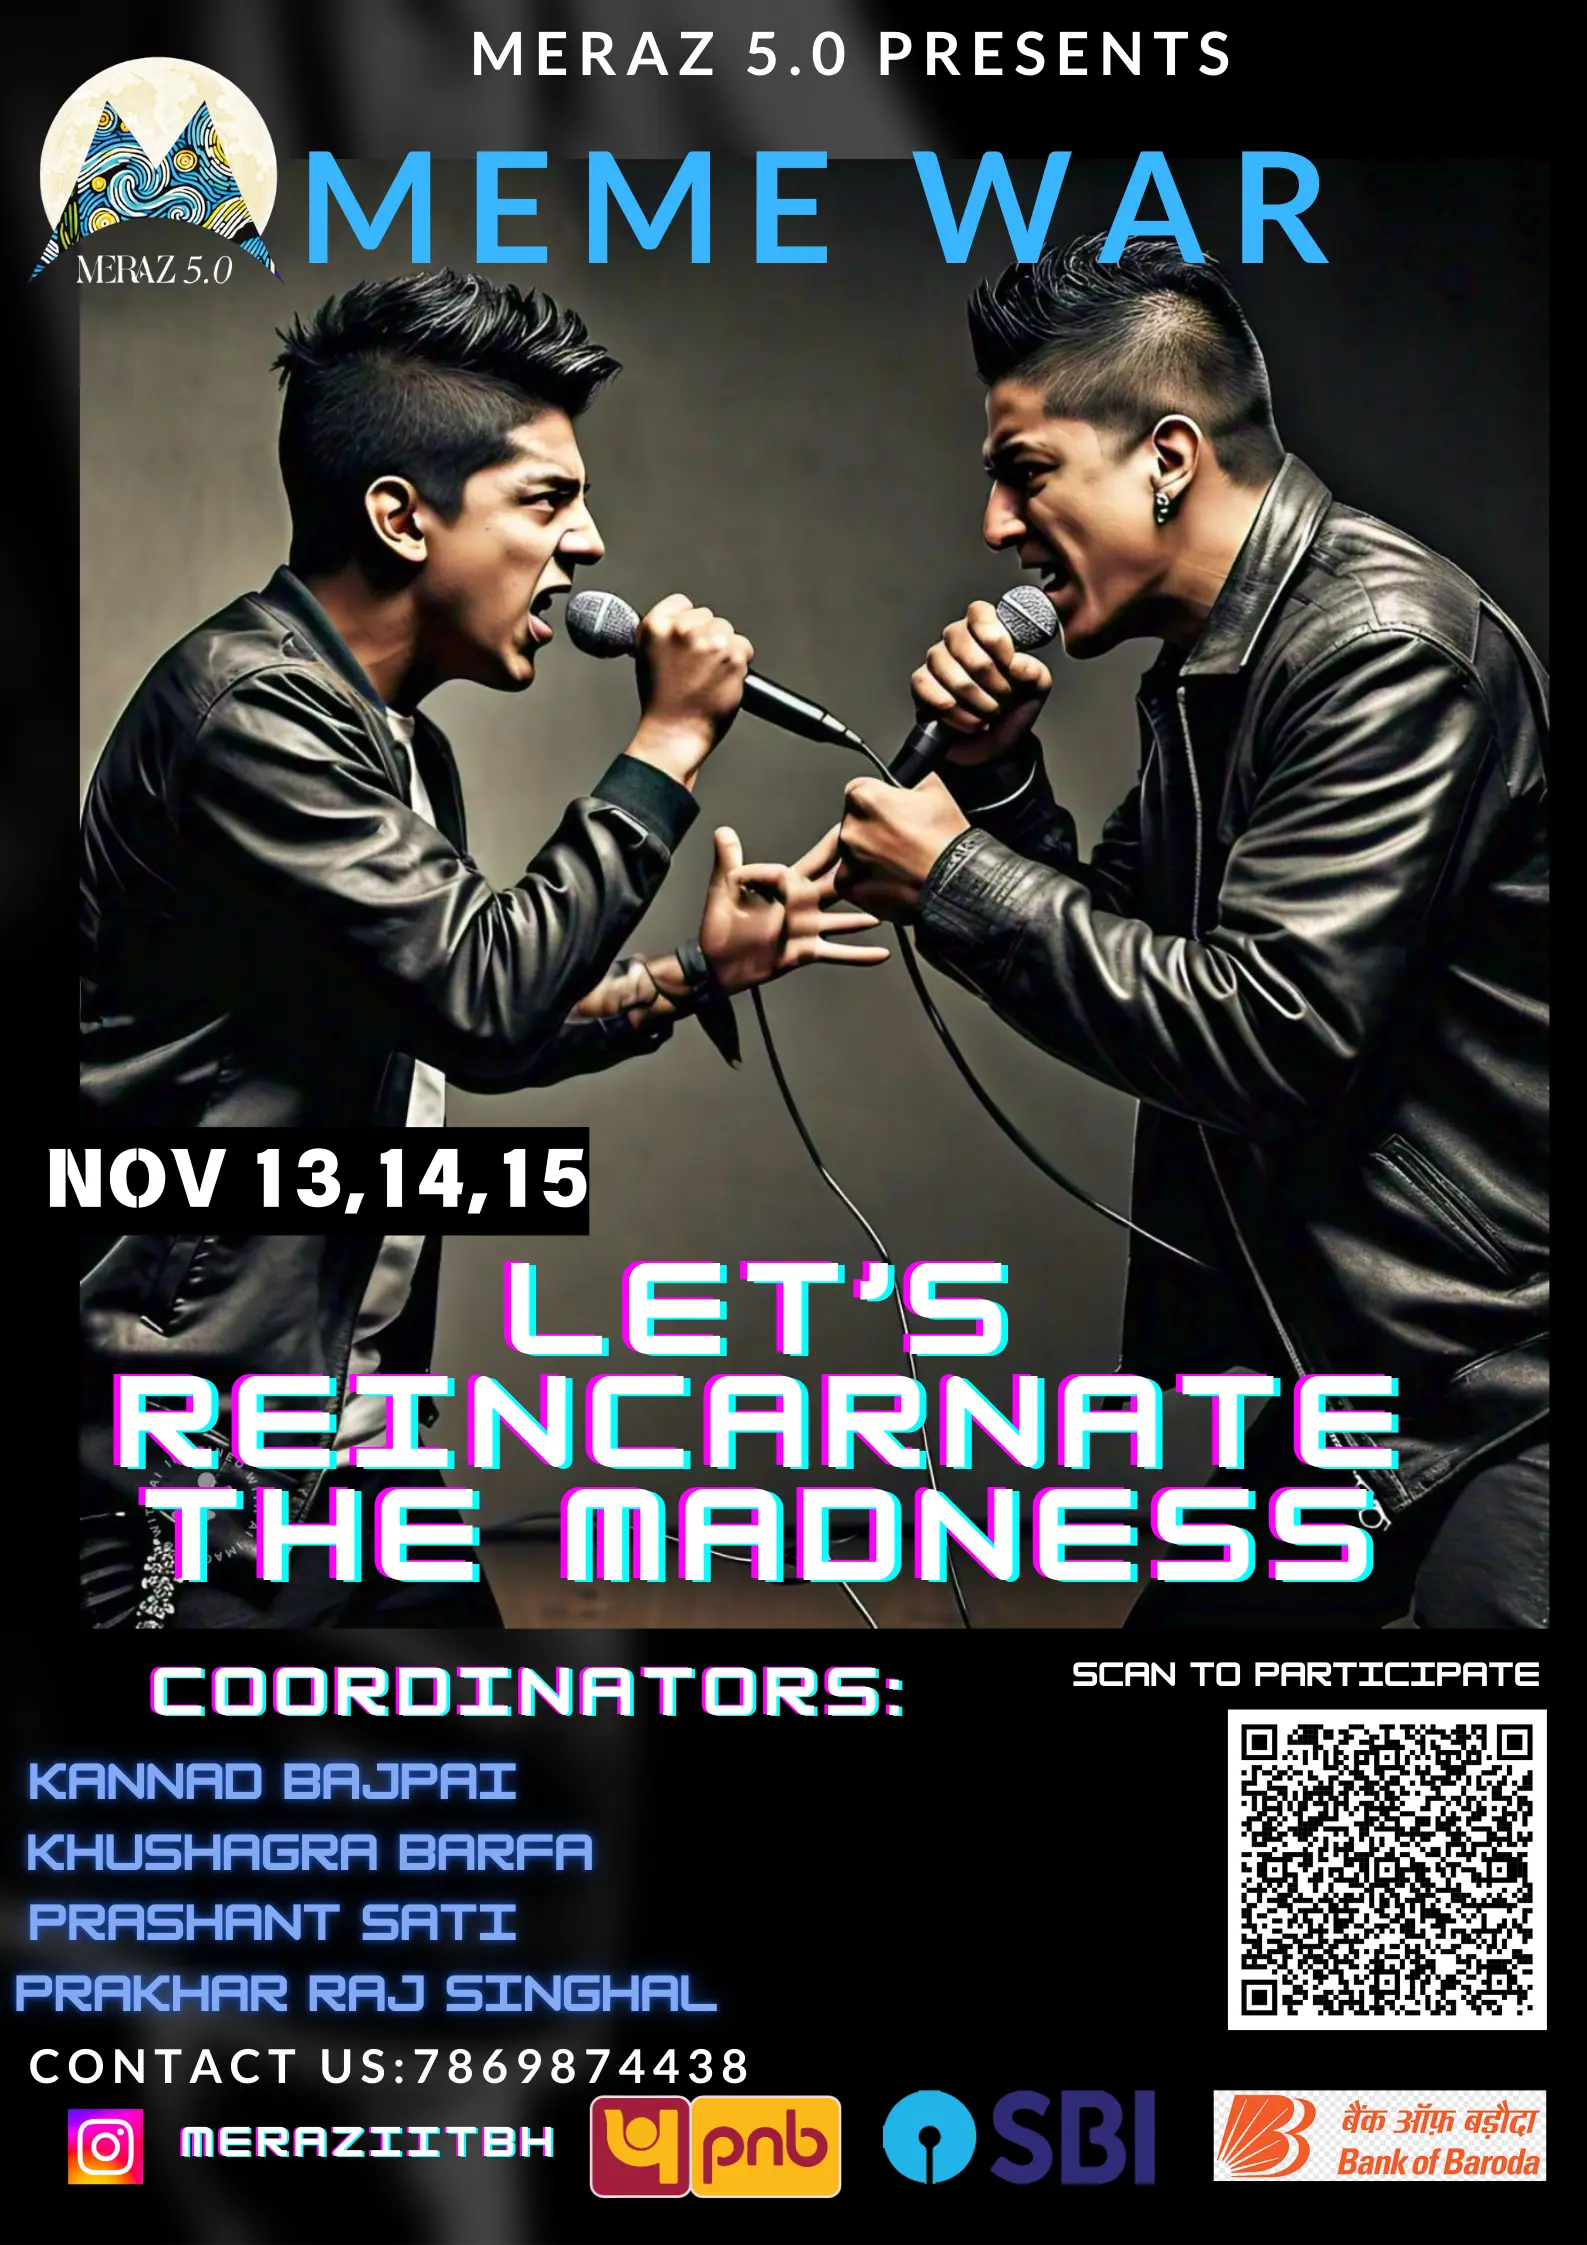 MERAZ 5.0 PRESENTS
MERAZ 5.0
MEME WAR
NOV 13,14,15
LET'S
REINCARNATE
THE MADNESS
COORDINATORS:
KANNAD BAJPAI
KHUSHAGRA BARFA
PRASHANT SATI
PRAKHAR RAJ SINGHAL
CONTACT US:7869874438
MERAZIITBH
SCAN TO PARTICIPATE
प pnb
SBI
बैंक ऑफ़ बड़ौदा
Bank of Baroda